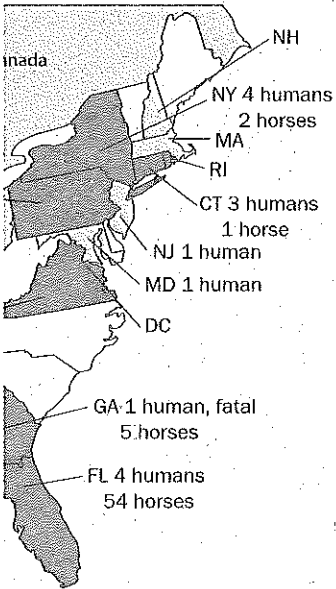 nada
NH
NY 4 humans
2 horses
MA
RI
CT 3 humans
1 horse
NJ 1 human
MD 1 human
DC
GA 1 human, fatal
5 horses
FL 4 humans
54 horses